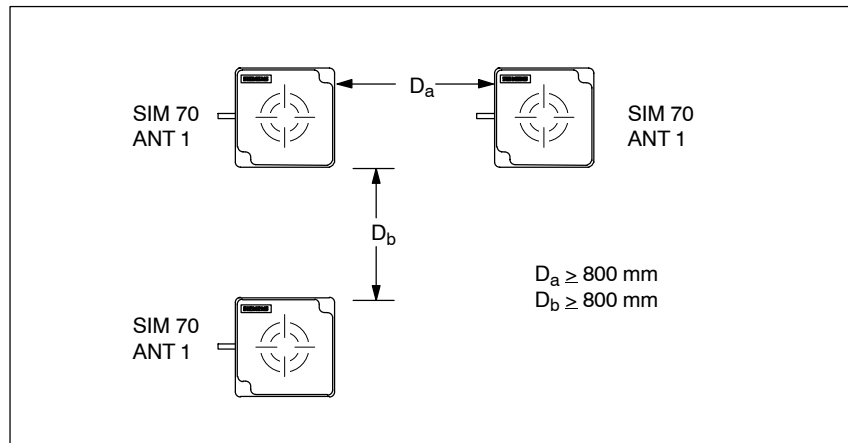 SIM 70
ANT 1
Da
SIM 70
ANT 1
Db
Da ≥ 800 mm
Db ≥ 800 mm
SIM 70
ANT 1